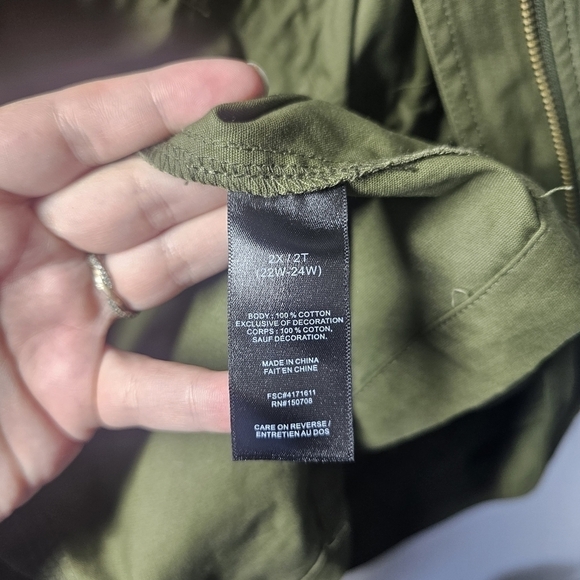 2X / 2T
(22W-24W)
BODY : 100 % COTTON
EXCLUSIVE OF DECORATION
CORPS : 100 % COTON,
SAUF DÉCORATION.
MADE IN CHINA
FAIT EN CHINE
FSC#4171611
RN#150708
CARE ON REVERSE /
ENTRETIEN AU DOS